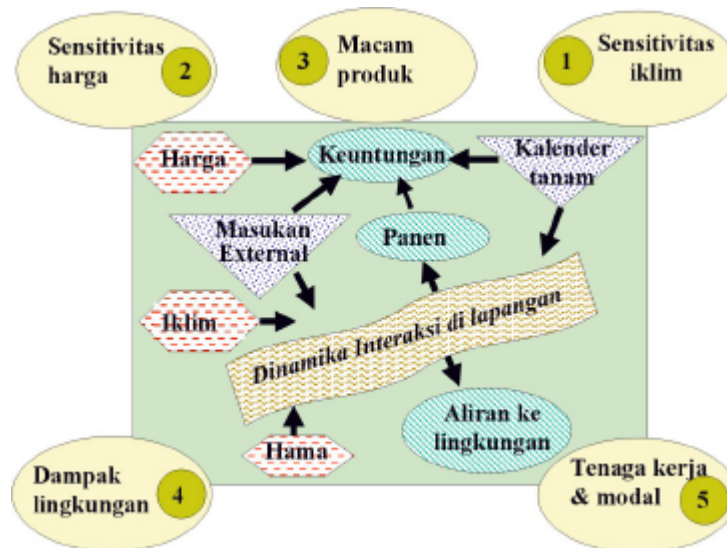 Sensitivitas
harga
2
3
Macam
produk
1
Sensitivitas
iklim
Harga
Keuntungan
Kalender
tanam
Masukan
External
Panen
Iklim
Dinamika Interaksi di lapangan
Hama
Aliran ke
lingkungan
Dampak
lingkungan
4
Tenaga kerja
& modal
5